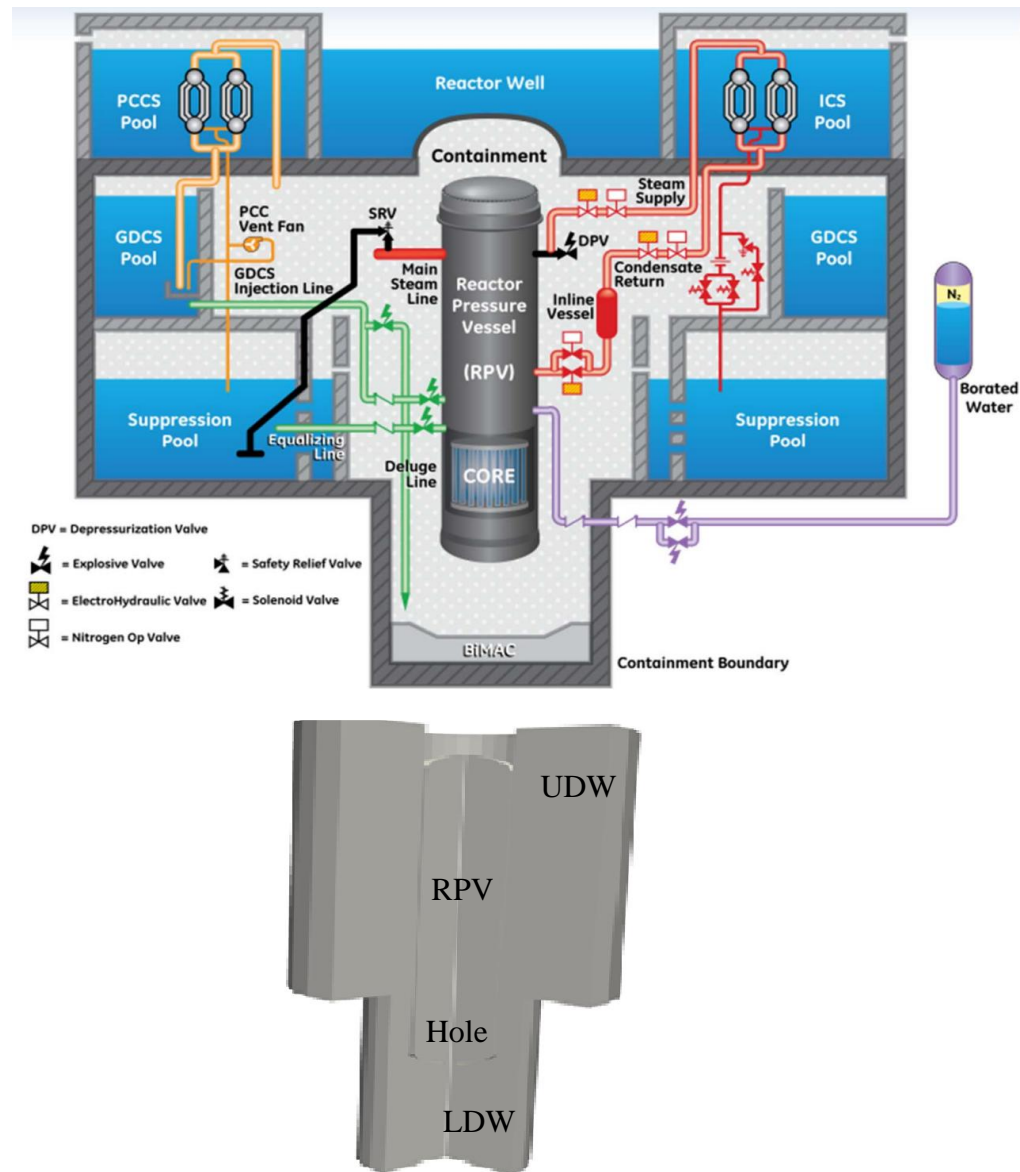 Reactor Well
PCCS
Pool
ICS
Pool
Containment
Steam
Supply
PCC
Vent Fan
SRV
DPV
GDCS
Pool
GDCS
Injection Line
Main
Steam
Line
Reactor
Pressure
Vessel
(RPV)
Condensate
Return
Inline
Vessel
GDCS
Pool
N₂
Borated
Water
Suppression
Pool
Equalizing
Line
Deluge
Line
CORE
Suppression
Pool
DPV = Depressurization Valve
= Explosive Valve
= Safety Relief Valve
= ElectroHydraulic Valve
= Solenoid Valve
= Nitrogen Op Valve
BiMAC
Containment Boundary
UDW
RPV
Hole
LDW